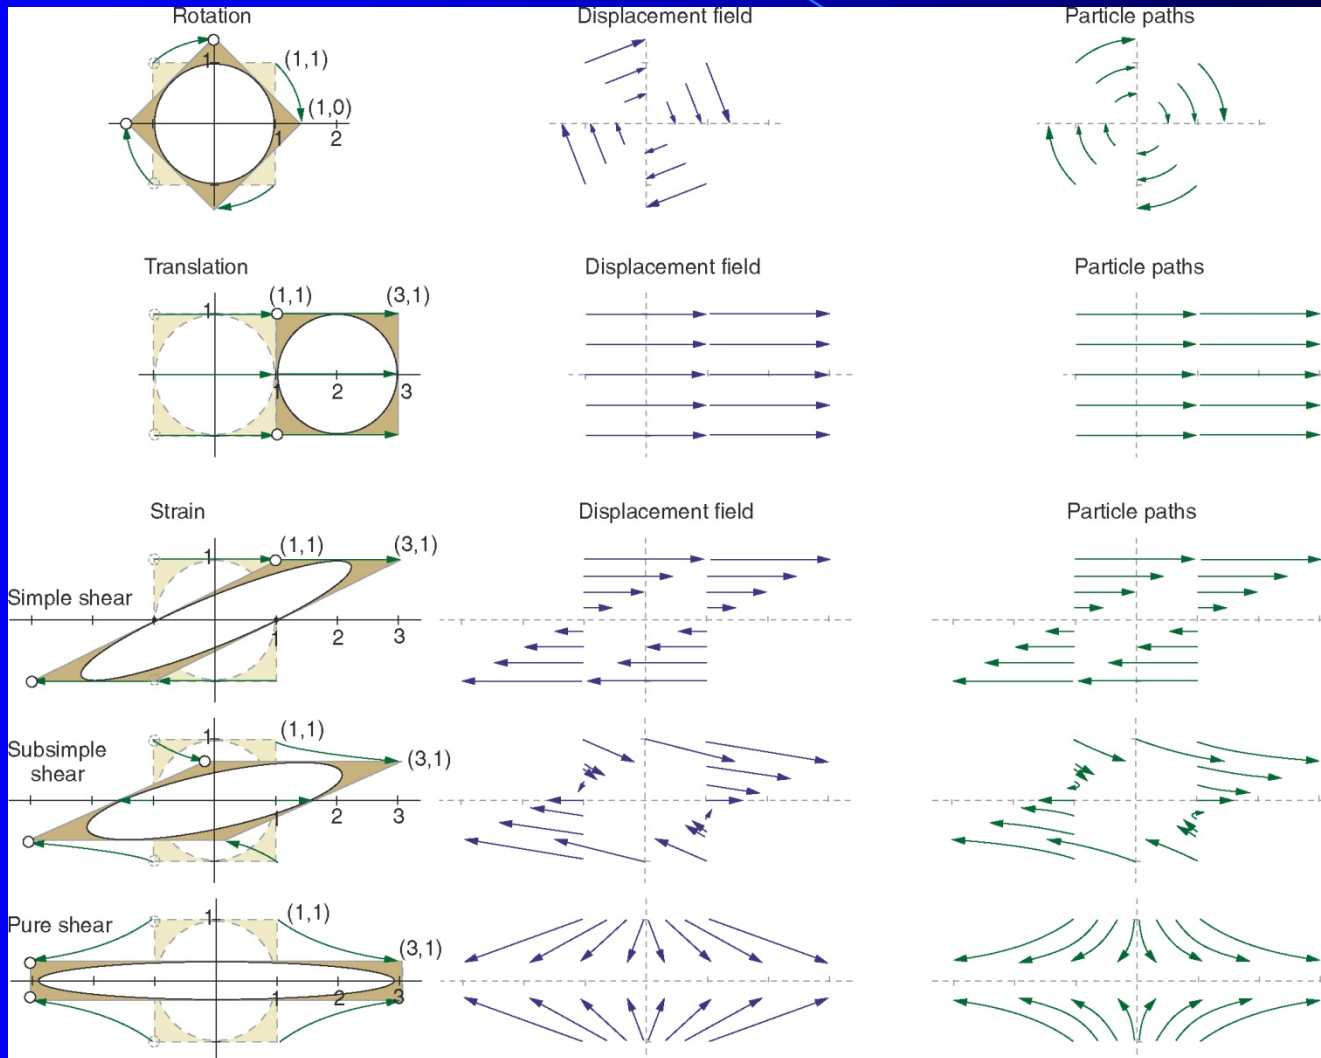 Rotation
Displacement field
Particle paths
1
(1,1)
(1,0)
1
2
Translation
Displacement field
Particle paths
1
(1,1)
(3,1)
1
2
3
Strain
Displacement field
Particle paths
1
(1,1)
(3,1)
Simple shear
1
2
3
1
(1,1)
Subsimple
shear
(3,1)
2
3
Pure shear
1
(1,1)
(3,1)
1
2
3